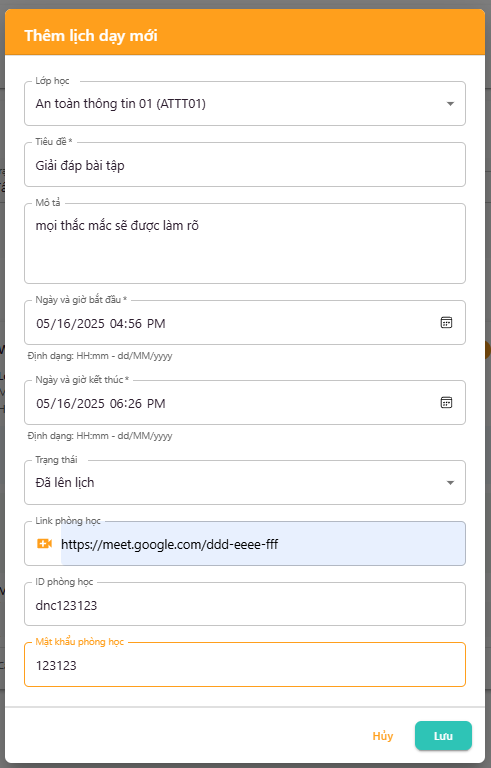 Thêm lịch dạy mới
Lớp học
An toàn thông tin 01 (ATTT01)
Tiêu đề *
Giải đáp bài tập
Mô tả
mọi thắc mắc sẽ được làm rõ
Ngày và giờ bắt đầu *
05/16/2025 04:56 PM
Định dạng: HH:mm - dd/MM/yyyy
Ngày và giờ kết thúc *
05/16/2025 06:26 PM
Định dạng: HH:mm - dd/MM/yyyy
Trạng thái
Đã lên lịch
Link phòng học
https://meet.google.com/ddd-eeee-fff
ID phòng học
dnc123123
Mật khẩu phòng học
123123
Hủy
Lưu